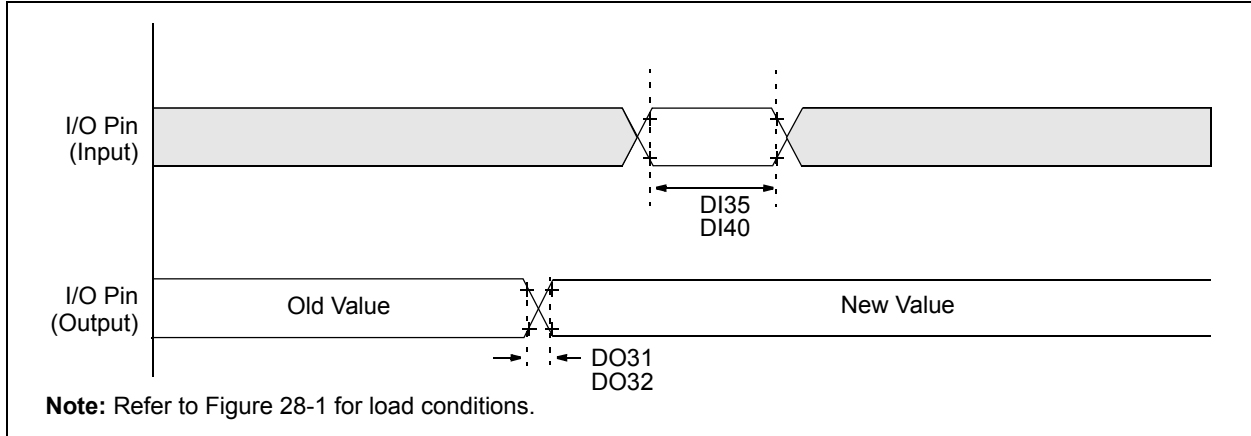 I/O Pin
(Input)
DI35
DI40
I/O Pin
(Output)
Old Value
New Value
DO31
DO32
Note: Refer to Figure 28-1 for load conditions.